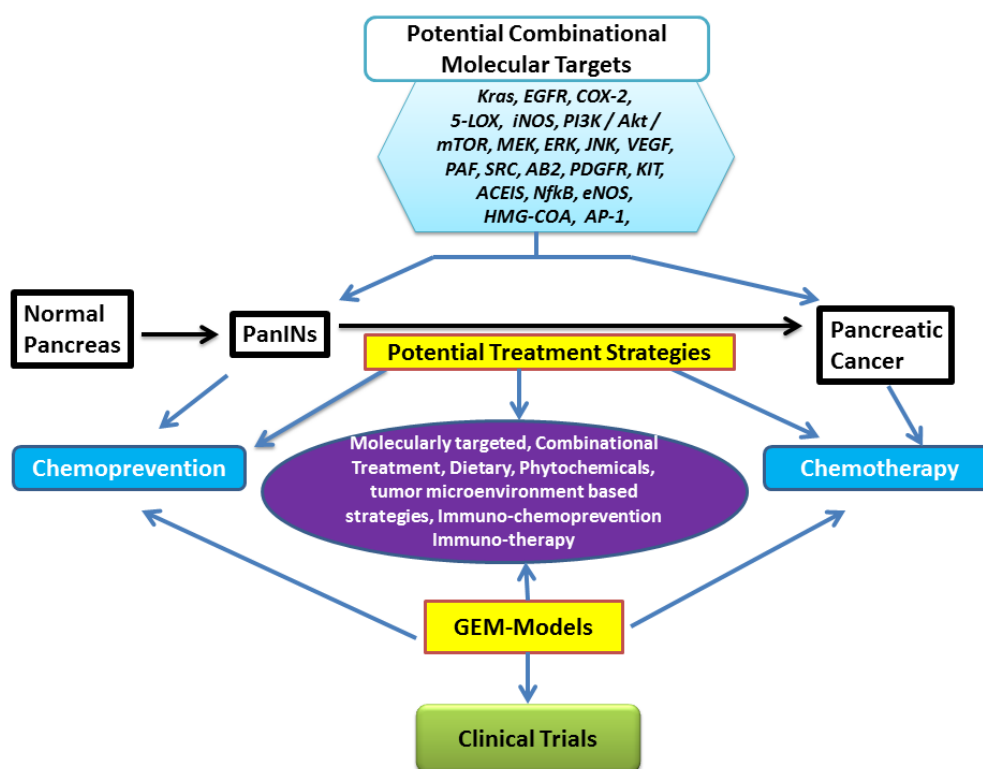 Potential Combinational
Molecular Targets
Kras, EGFR, COX-2,
5-LOX, iNOS, PI3K / Akt /
mTOR, MEK, ERK, JNK, VEGF,
PAF, SRC, AB2, PDGFR, KIT,
ACEIS, NfkB, eNOS,
HMG-COA, AP-1,
Normal
Pancreas
PanINs
Pancreatic
Cancer
Potential Treatment Strategies
Chemoprevention
Molecularly targeted, Combinational
Treatment, Dietary, Phytochemicals,
tumor microenvironment based
strategies, Immuno-chemoprevention
Immuno-therapy
Chemotherapy
GEM-Models
Clinical Trials